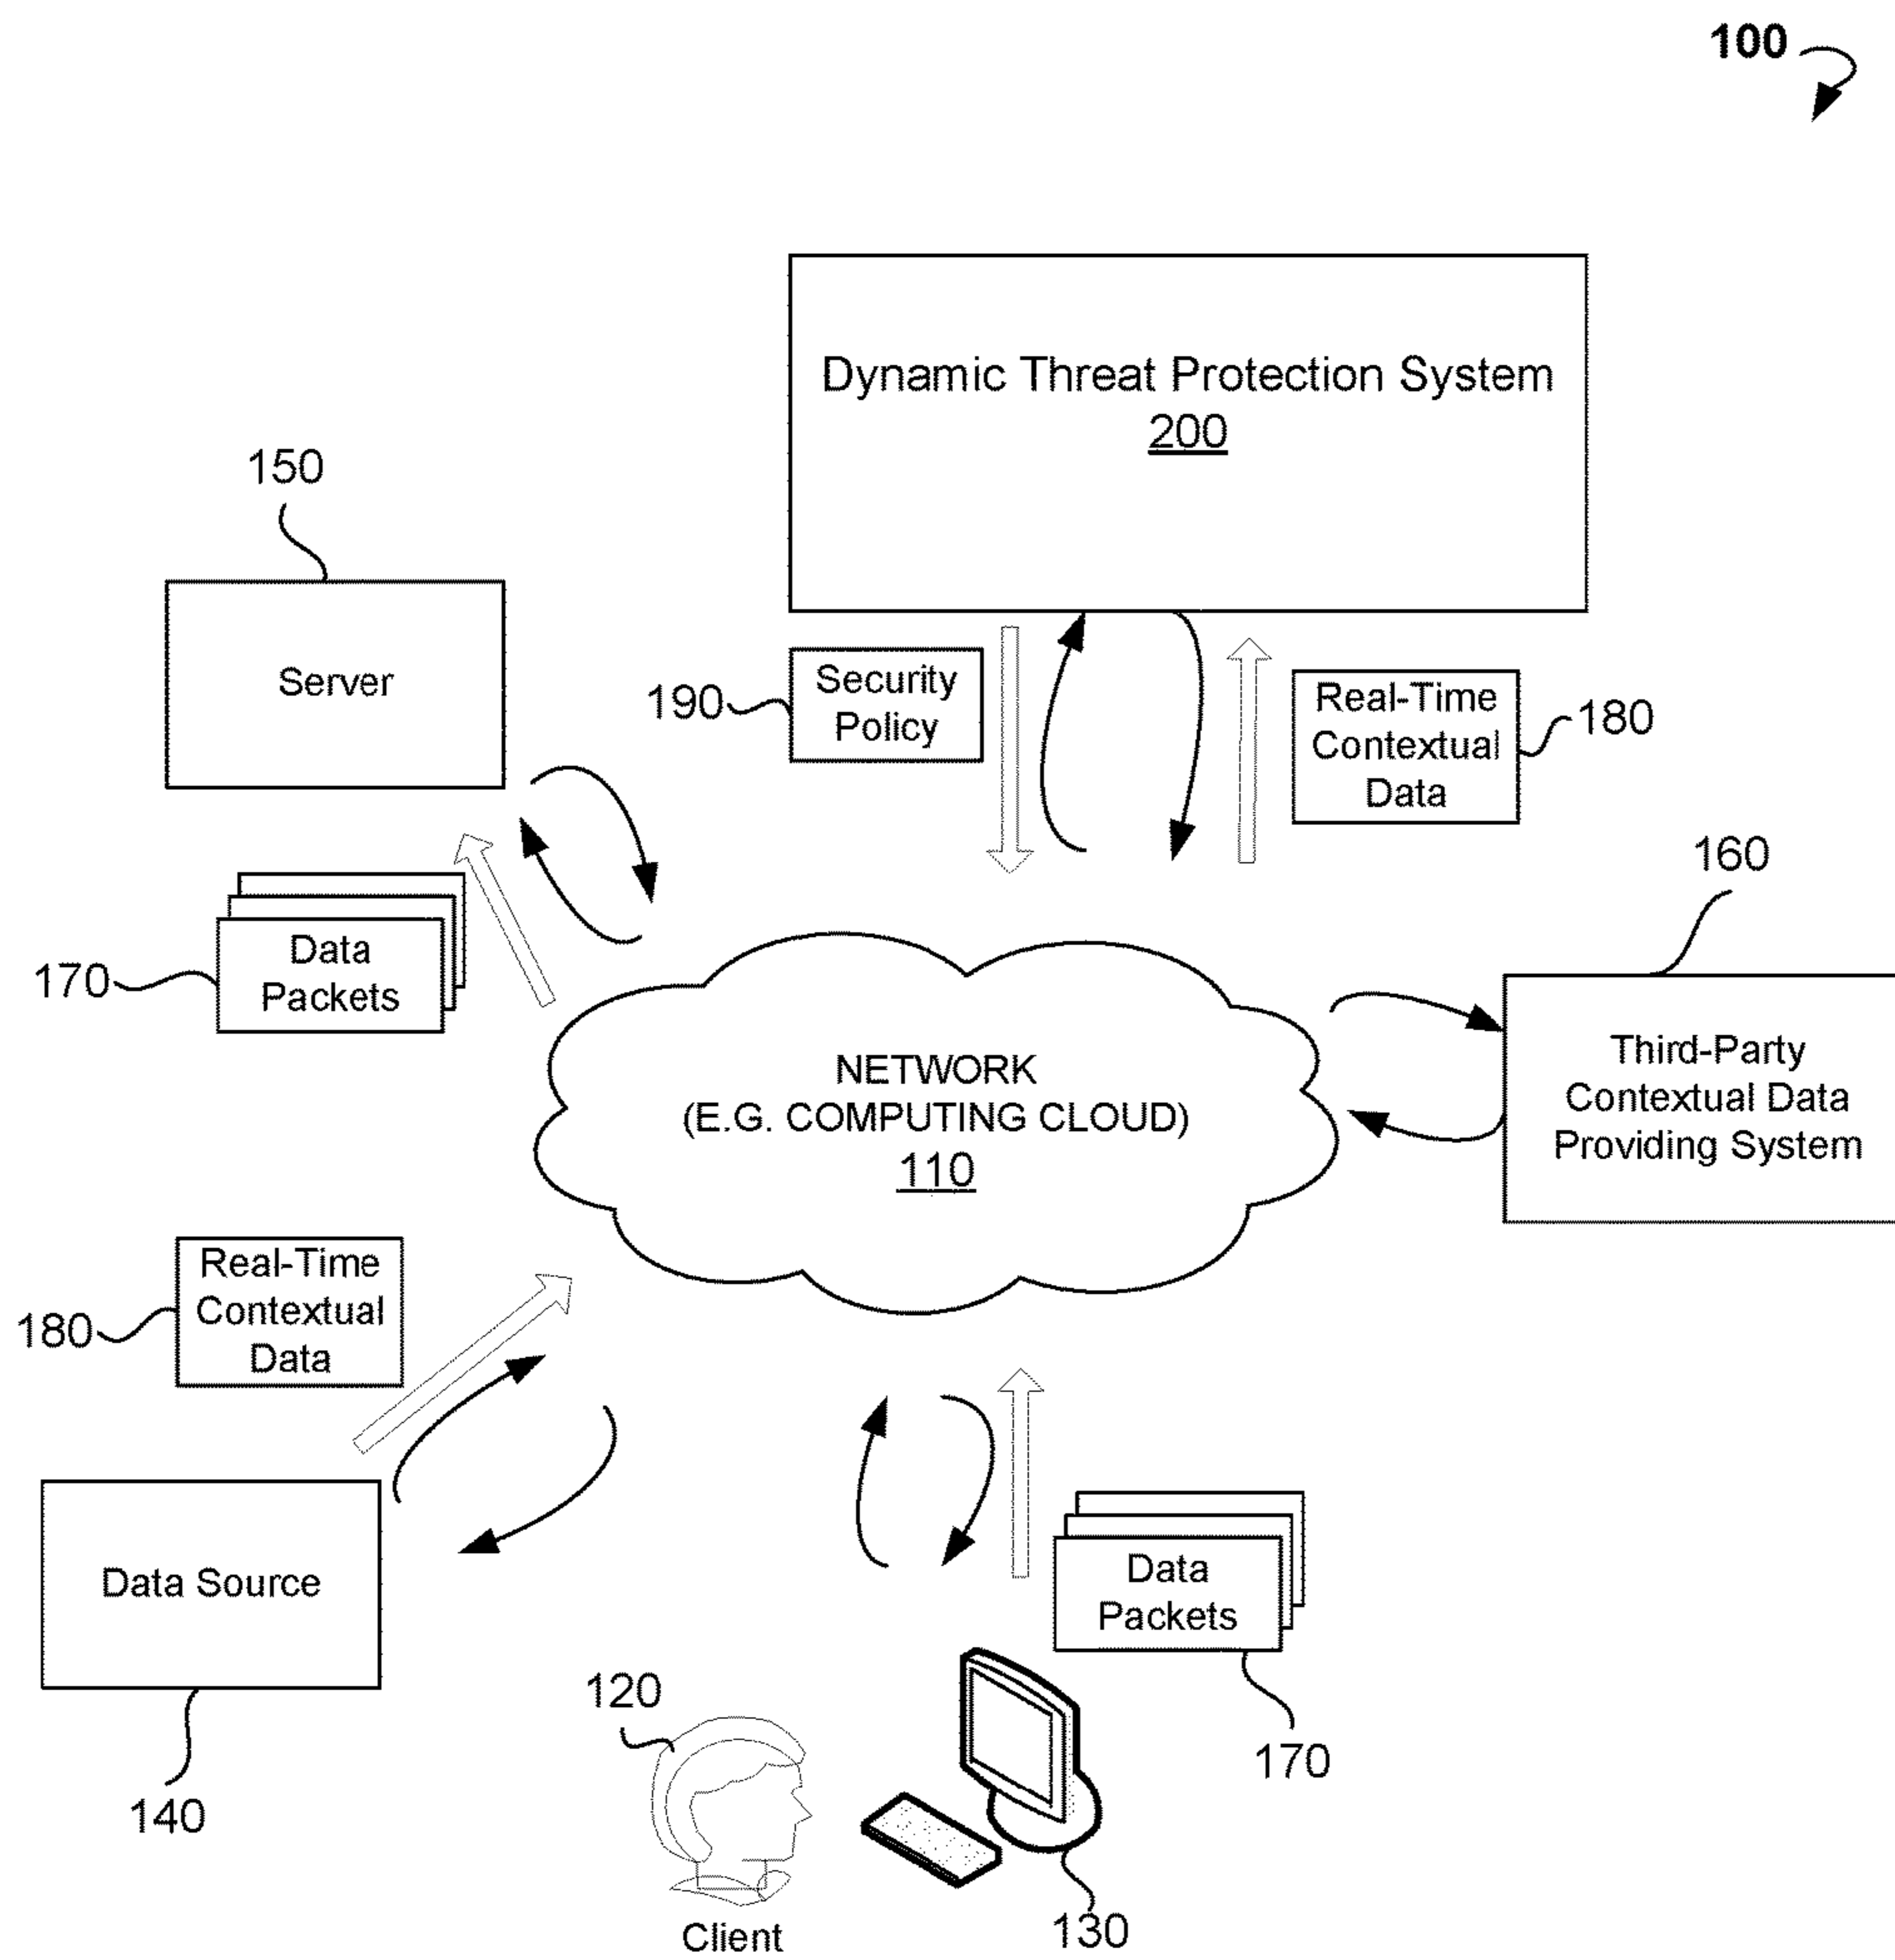 100
Dynamic Threat Protection System
200
150
Server
190
Security
Policy
Real-Time
Contextual
Data
180
160
170
Data
Packets
NETWORK
(E.G. COMPUTING CLOUD)
110
Third-Party
Contextual Data
Providing System
180
Real-Time
Contextual
Data
Data Source
140
Data
Packets
170
120
Client
130